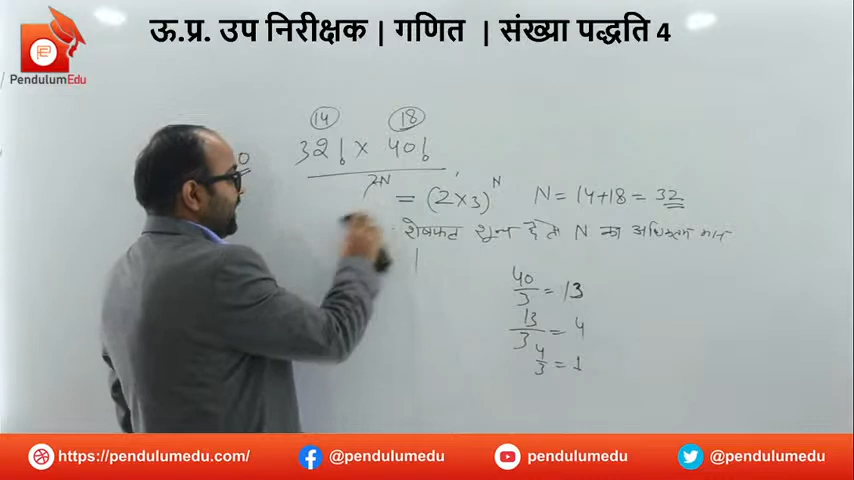 ऊ.प्र. उप निरीक्षक | गणित | संख्या पद्धति 4
PE
PendulumEdu
14 18
32! × 40!
= (2×3)^N N = 14+18 = 32
शेषफल शून्य दे तो N का अधिकतम मान
40/3 = 13
13/3 = 4
4/3 = 1
https://pendulumedu.com/ @pendulumedu pendulumedu @pendulumedu